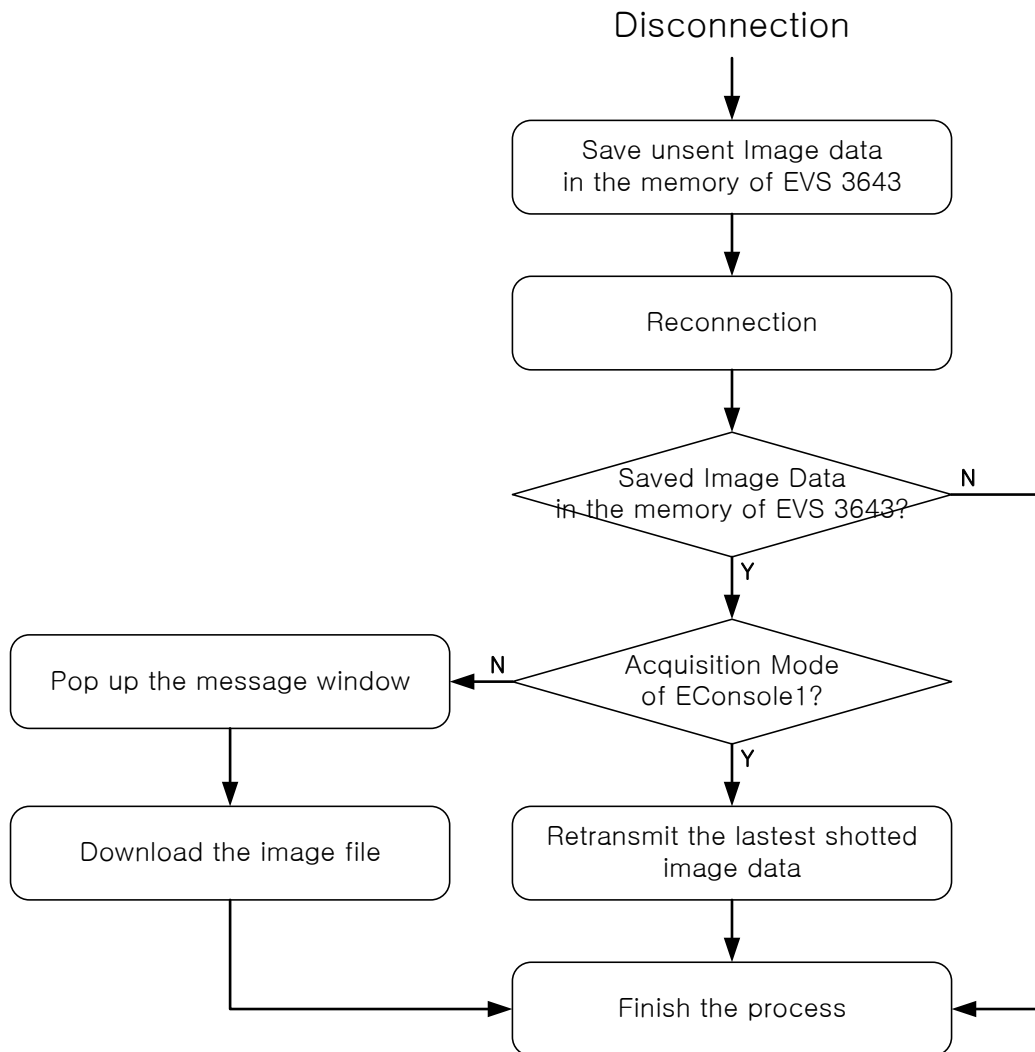 Disconnection
Save unsent Image data
in the memory of EVS 3643
Reconnection
Saved Image Data
in the memory of EVS 3643?
N
Y
Acquisition Mode
of EConsole1?
N
Pop up the message window
Y
Download the image file
Retransmit the lastest shotted
image data
Finish the process